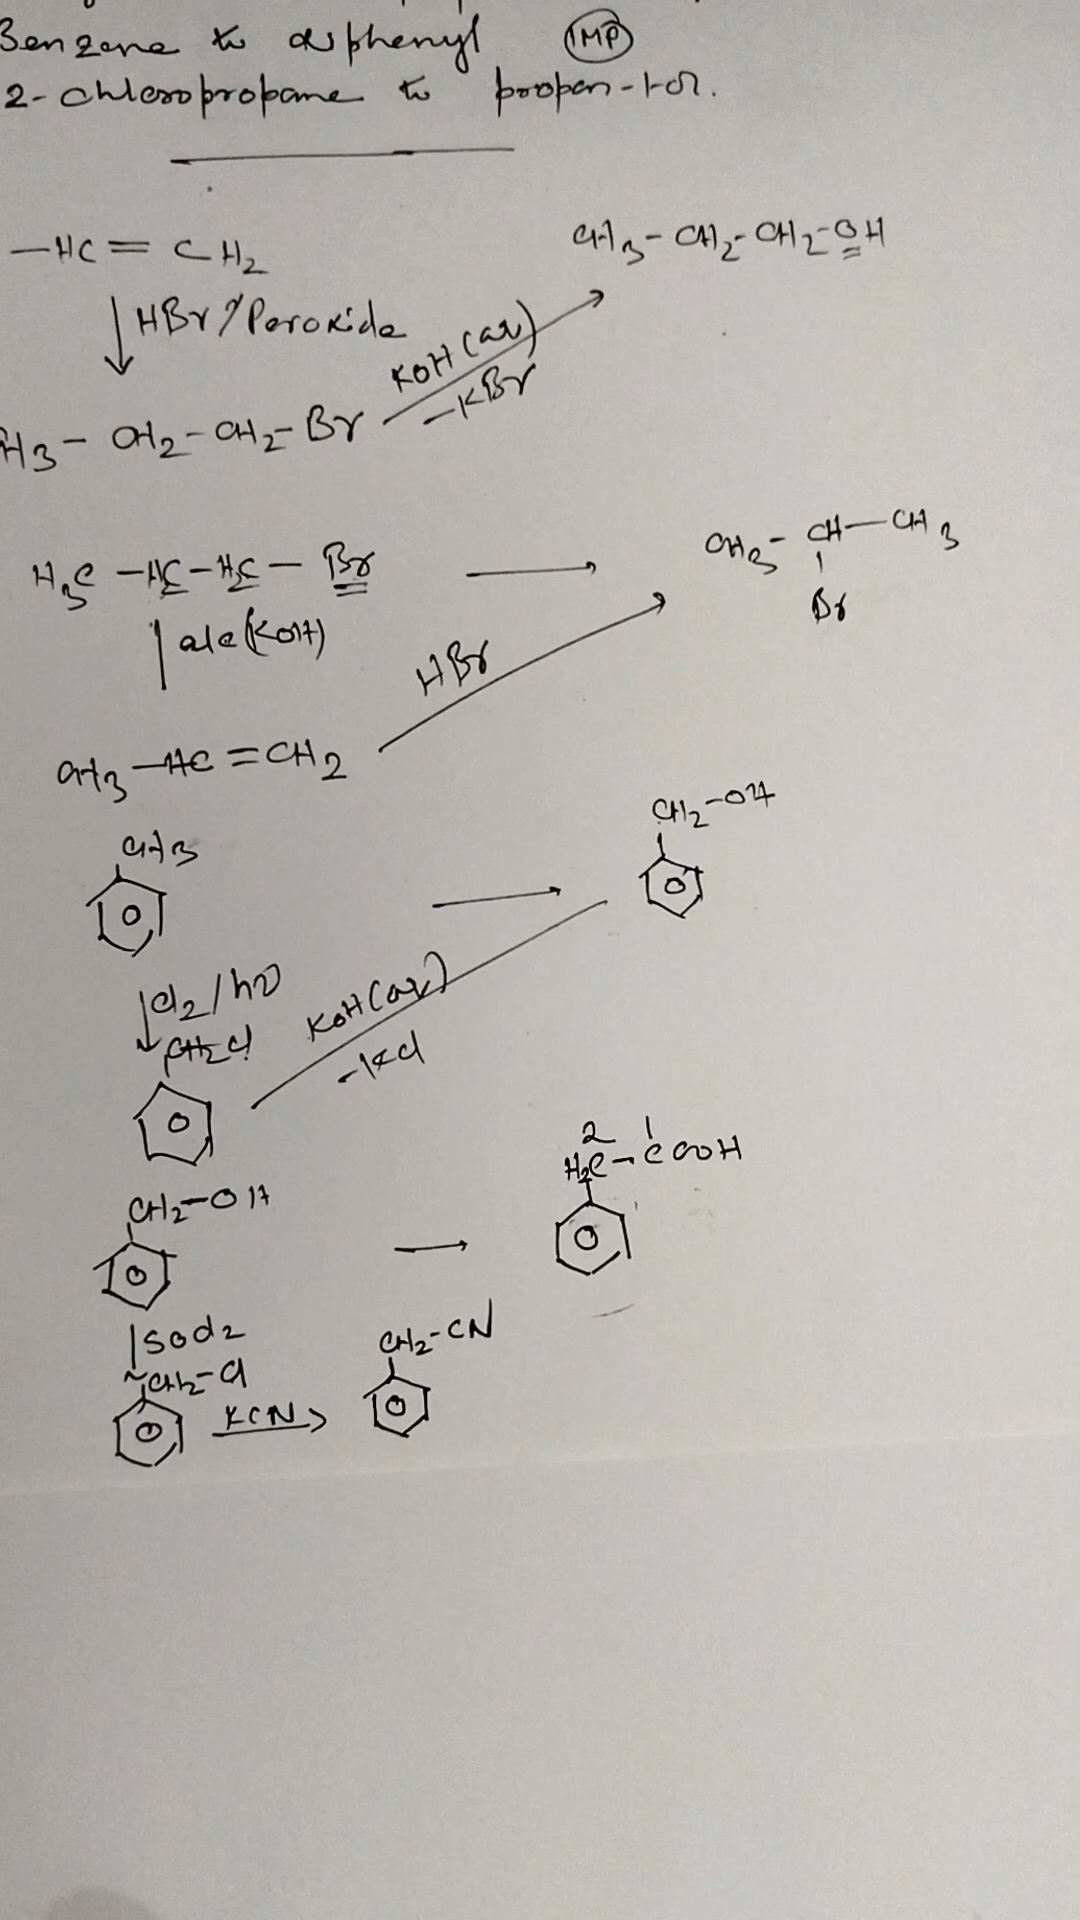 Benzene to diphenyl IMP
2-chloropropane to propan-1-ol.
—HC = CH2
CH3-CH2-CH2-OH
HBr/Peroxide
KOH(aq)
-KBr
H3-CH2-CH2-Br
H3C-HC-HC-Br
CH3-CH-CH3
Br
alc(KOH)
HBr
CH3-HC=CH2
CH2-OH
CH3
Cl2/hν
KOH(aq)
CH2Cl
-KCl
2 1
H2C-COOH
CH2-OH
SOCl2
CH2-CN
CH2-Cl
KCN